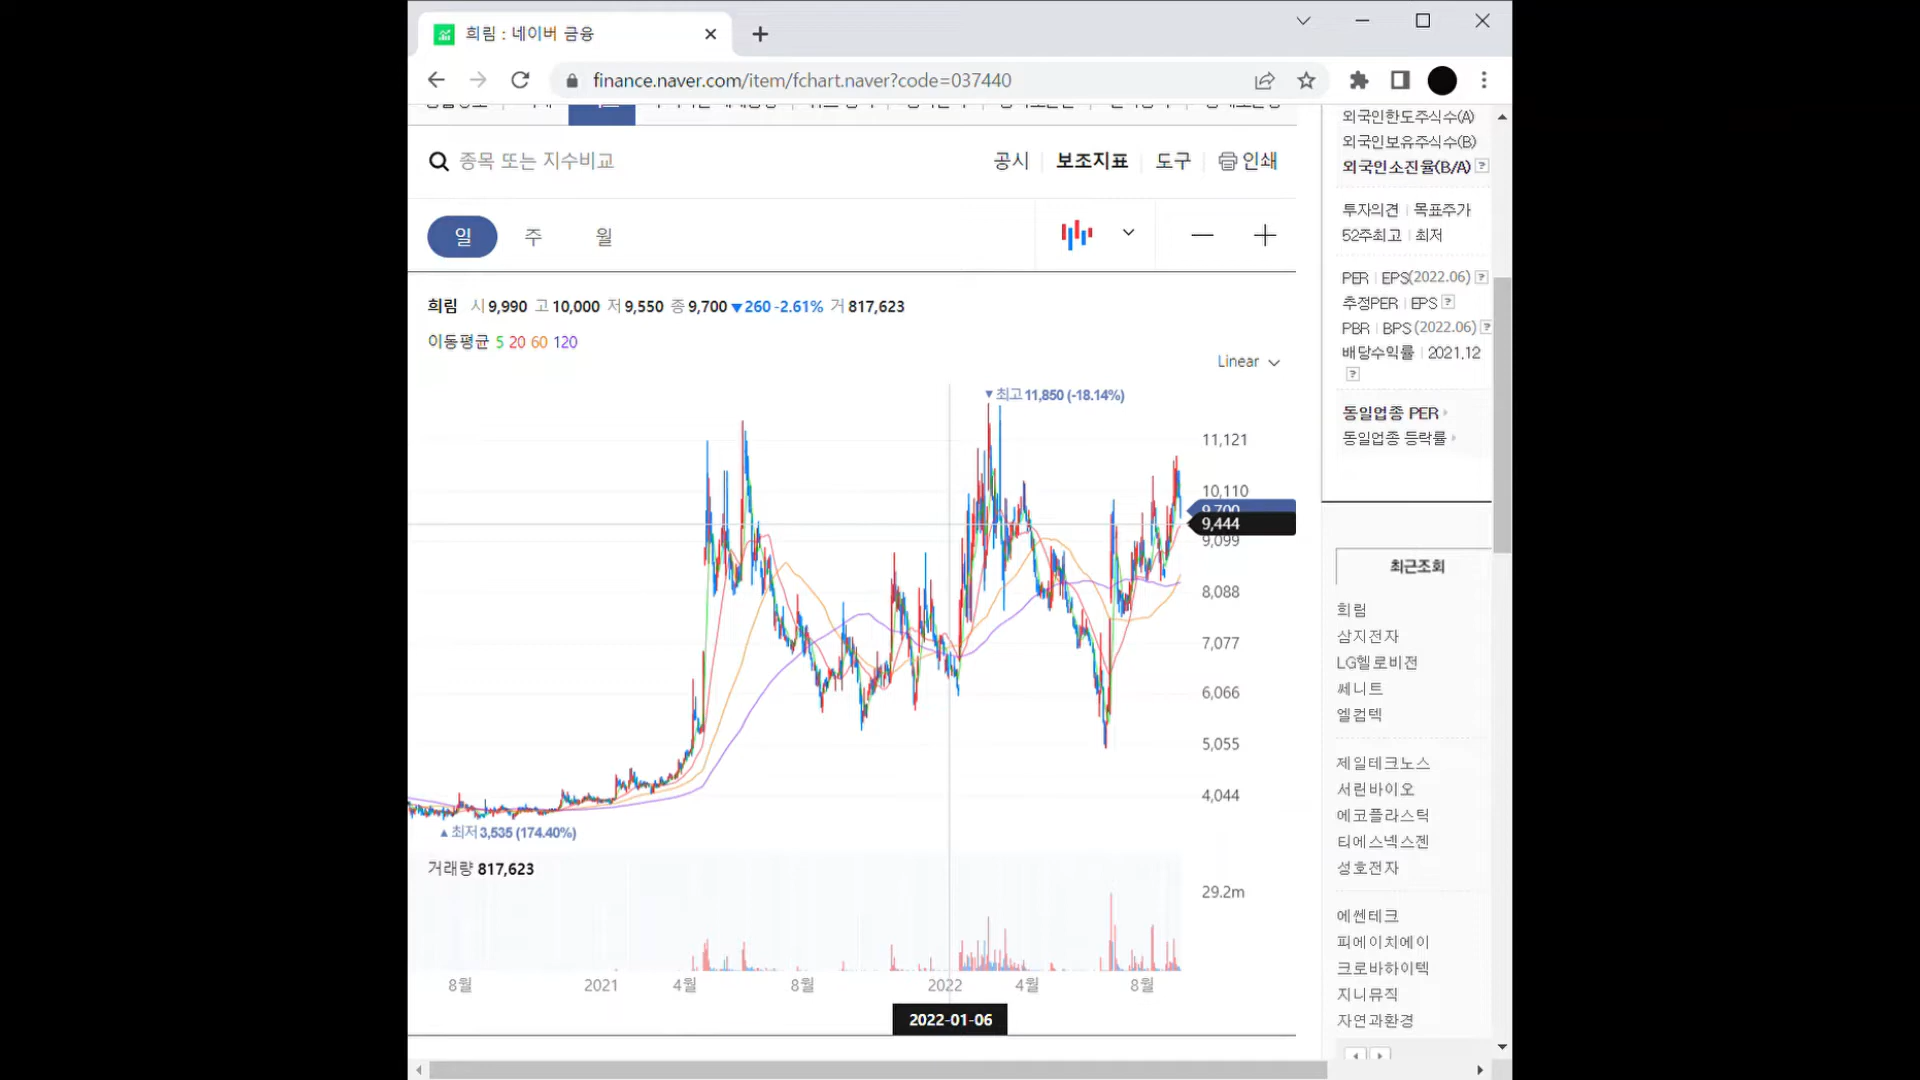 희림 : 네이버 금융
finance.naver.com/item/fchart.naver?code=037440
종목 또는 지수비교
공시 보조지표 도구 인쇄
일 주 월
희림 시 9,990 고 10,000 저 9,550 종 9,700 ▼260 -2.61% 거 817,623
이동평균 5 20 60 120
Linear
▼최고 11,850 (-18.14%)
11,121
10,110
9,700
9,444
9,099
8,088
7,077
6,066
5,055
4,044
▲최저 3,535 (174.40%)
거래량 817,623
29.2m
8월 2021 4월 8월 2022 4월 8월
2022-01-06
외국인한도주식수(A)
외국인보유주식수(B)
외국인소진율(B/A) ?
투자의견 | 목표주가
52주최고 | 최저
PER | EPS(2022.06) ?
추정PER | EPS ?
PBR | BPS (2022.06) ?
배당수익률 | 2021.12
?
동일업종 PER
동일업종 등락률
최근조회
희림
삼지전자
LG헬로비전
쎄니트
엘컴텍
제일테크노스
서린바이오
에코플라스틱
티에스넥스젠
성호전자
에쎈테크
피에이치에이
크로바하이텍
지니뮤직
자연과환경